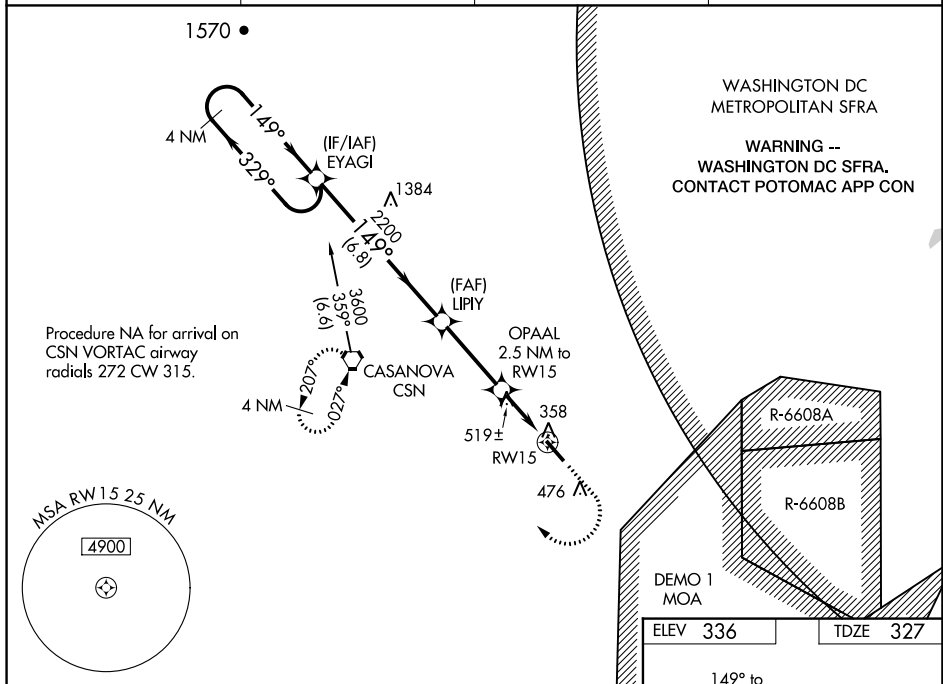 1570
WASHINGTON DC
METROPOLITAN SFRA
WARNING --
WASHINGTON DC SFRA.
CONTACT POTOMAC APP CON
4 NM
149°
329°
(IF/IAF)
EYAGI
1384
2200
149°
(6.8)
(FAF)
LIPIY
3600
359°
(6.6)
Procedure NA for arrival on
CSN VORTAC airway
radials 272 CW 315.
OPAAL
2.5 NM to
RW15
CASANOVA
CSN
207°
027°
4 NM
358
519±
RW15
476
R-6608A
R-6608B
MSA RW15 25 NM
4900
DEMO 1
MOA
ELEV 336
TDZE 327
149° to